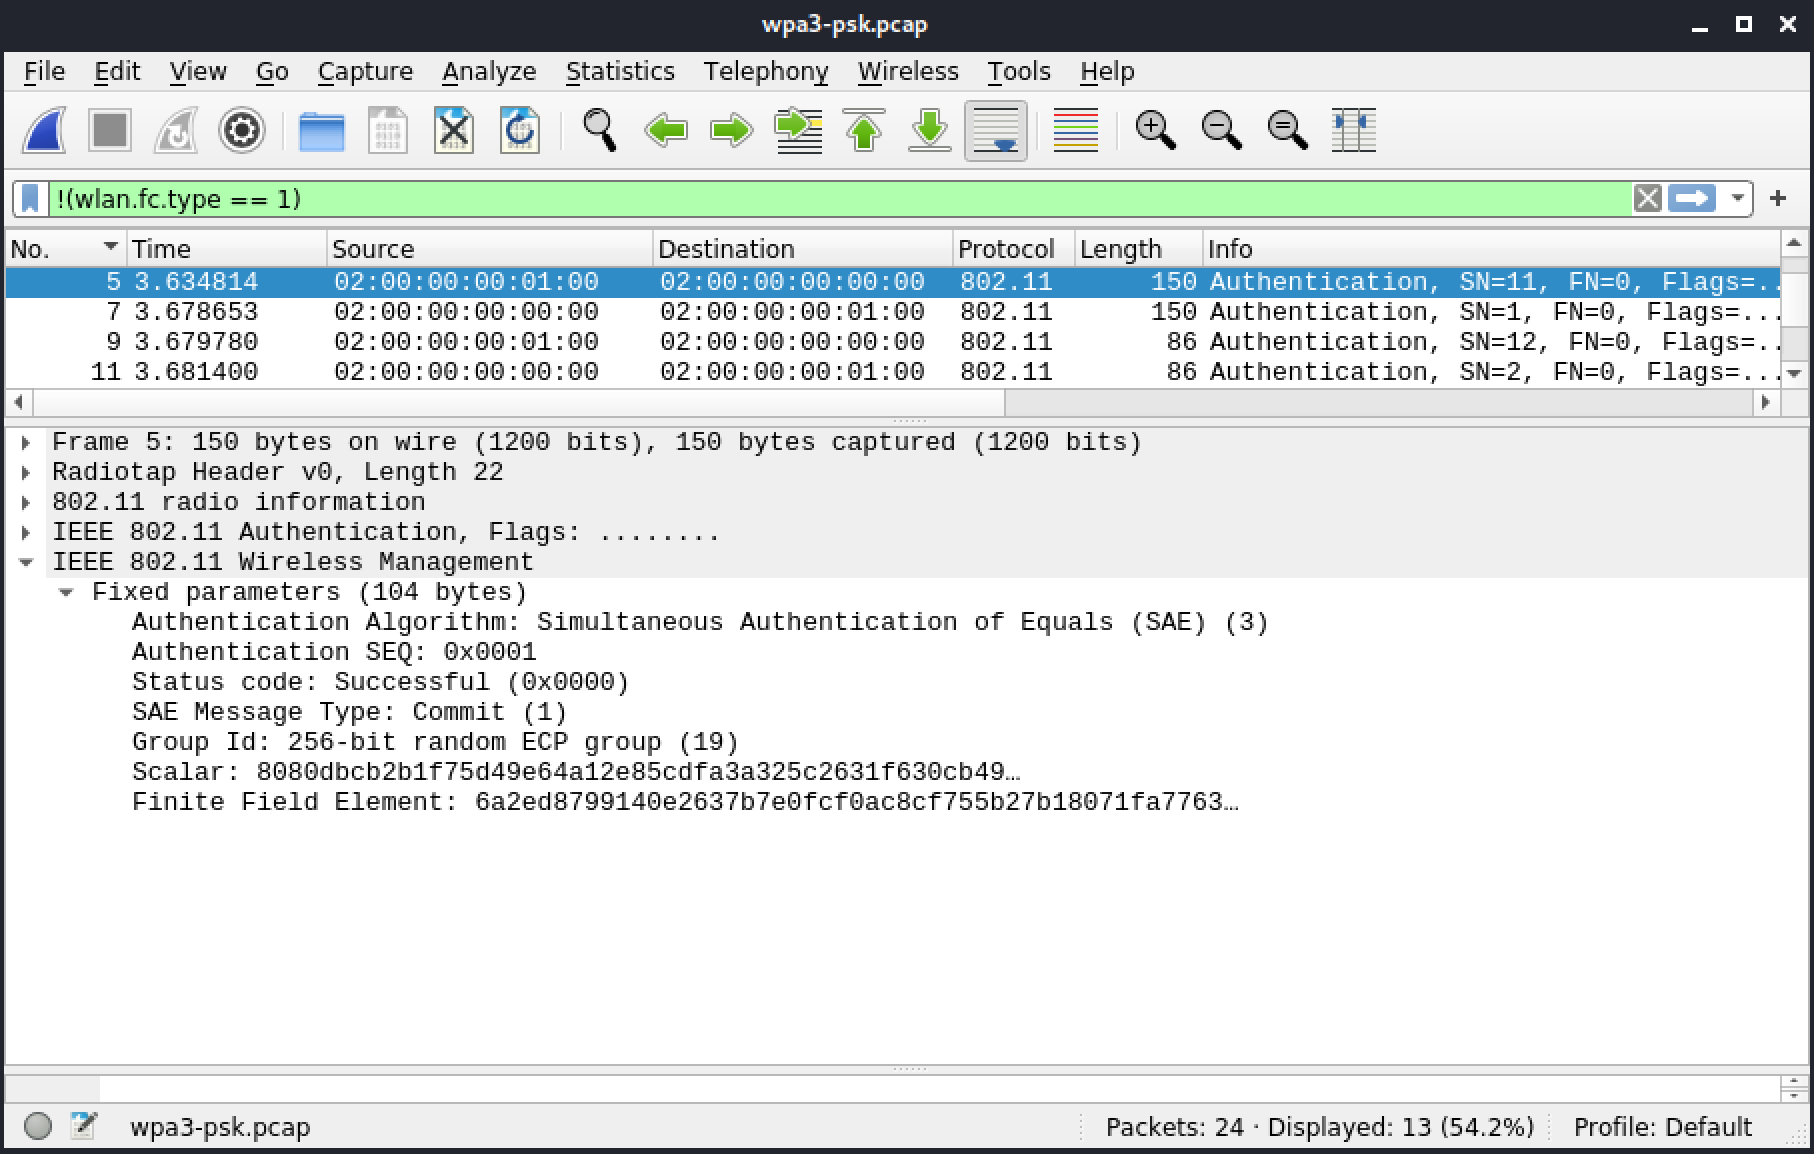 wpa3-psk.pcap
File Edit View Go Capture Analyze Statistics Telephony Wireless Tools Help
!(wlan.fc.type == 1)
No. Time Source Destination Protocol Length Info
5 3.634814 02:00:00:00:01:00 02:00:00:00:00:00 802.11 150 Authentication, SN=11, FN=0, Flags=..
7 3.678653 02:00:00:00:00:00 02:00:00:00:01:00 802.11 150 Authentication, SN=1, FN=0, Flags=...
9 3.679780 02:00:00:00:01:00 02:00:00:00:00:00 802.11 86 Authentication, SN=12, FN=0, Flags=..
11 3.681400 02:00:00:00:00:00 02:00:00:00:01:00 802.11 86 Authentication, SN=2, FN=0, Flags=...
Frame 5: 150 bytes on wire (1200 bits), 150 bytes captured (1200 bits)
Radiotap Header v0, Length 22
802.11 radio information
IEEE 802.11 Authentication, Flags: ........
IEEE 802.11 Wireless Management
Fixed parameters (104 bytes)
Authentication Algorithm: Simultaneous Authentication of Equals (SAE) (3)
Authentication SEQ: 0x0001
Status code: Successful (0x0000)
SAE Message Type: Commit (1)
Group Id: 256-bit random ECP group (19)
Scalar: 8080dbcb2b1f75d49e64a12e85cdfa3a325c2631f630cb49…
Finite Field Element: 6a2ed8799140e2637b7e0fcf0ac8cf755b27b18071fa7763…
wpa3-psk.pcap
Packets: 24 · Displayed: 13 (54.2%)
Profile: Default